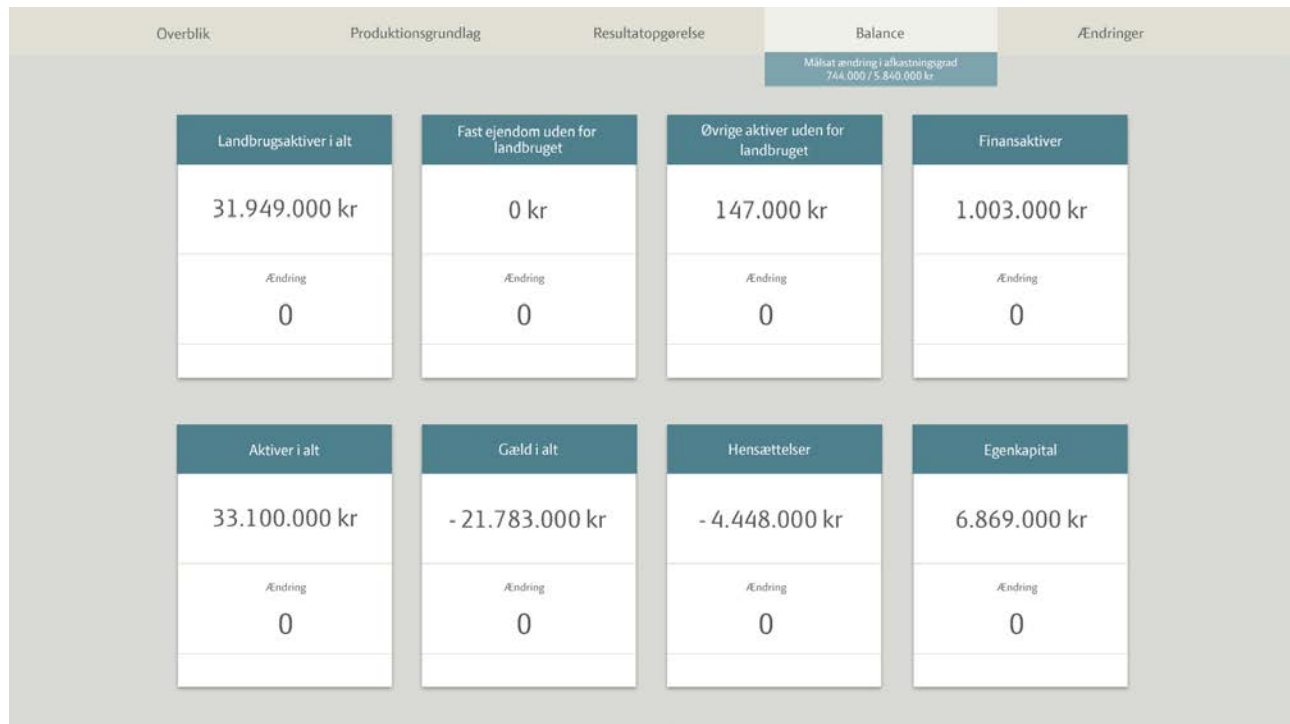 Overblik
Produktionsgrundlag
Resultatopgørelse
Balance
Ændringer
Målsat ændring i afkastningsgrad
744.000 / 5.840.000 kr
Landbrugsaktiver i alt
31.949.000 kr
Ændring
0
Fast ejendom uden for
landbruget
0 kr
Ændring
0
Øvrige aktiver uden for
landbruget
147.000 kr
Ændring
0
Finansaktiver
1.003.000 kr
Ændring
0
Aktiver i alt
33.100.000 kr
Ændring
0
Gæld i alt
- 21.783.000 kr
Ændring
0
Hensættelser
- 4.448.000 kr
Ændring
0
Egenkapital
6.869.000 kr
Ændring
0